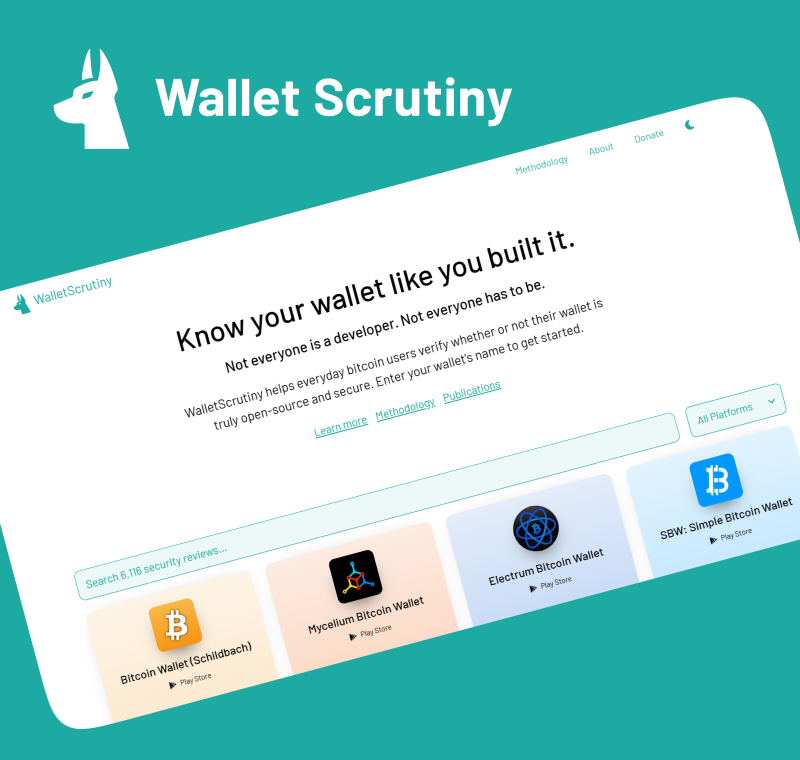 Wallet Scrutiny
Methodology About Donate
WalletScrutiny
Know your wallet like you built it.
Not everyone is a developer. Not everyone has to be.
WalletScrutiny helps everyday bitcoin users verify whether or not their wallet is
truly open-source and secure. Enter your wallet's name to get started.
Learn more Methodology Publications
Search 6,116 security reviews...
All Platforms
Bitcoin Wallet (Schildbach)
Play Store
Mycelium Bitcoin Wallet
Play Store
Electrum Bitcoin Wallet
Play Store
SBW: Simple Bitcoin Wallet
Play Store